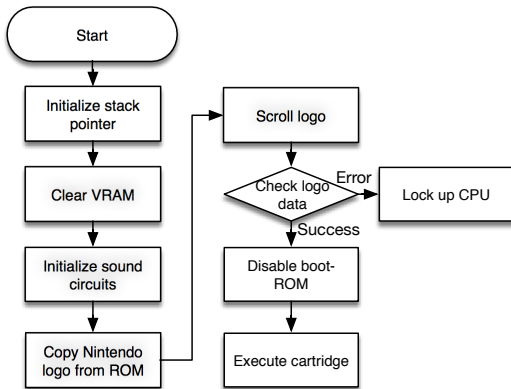 Start
Initialize stack
pointer
Clear VRAM
Initialize sound
circuits
Copy Nintendo
logo from ROM
Scroll logo
Check logo
data
Error
Lock up CPU
Success
Disable boot-
ROM
Execute cartridge